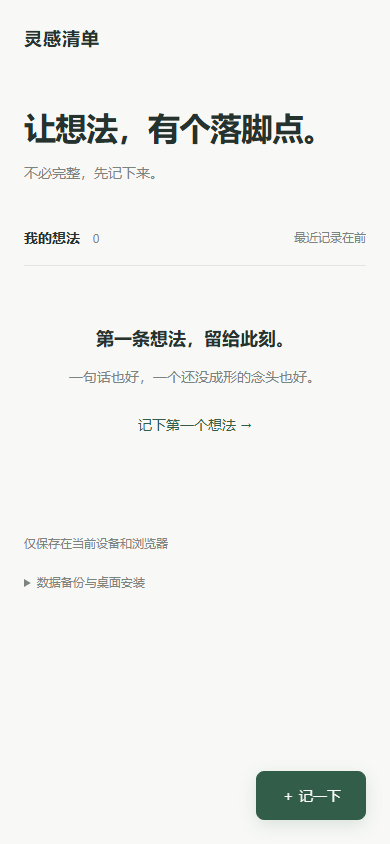 灵感清单
让想法，有个落脚点。
不必完整，先记下来。
我的想法 0 最近记录在前
第一条想法，留给此刻。
一句话也好，一个还没成形的念头也好。
记下第一个想法 →
仅保存在当前设备和浏览器
▶ 数据备份与桌面安装
+ 记一下